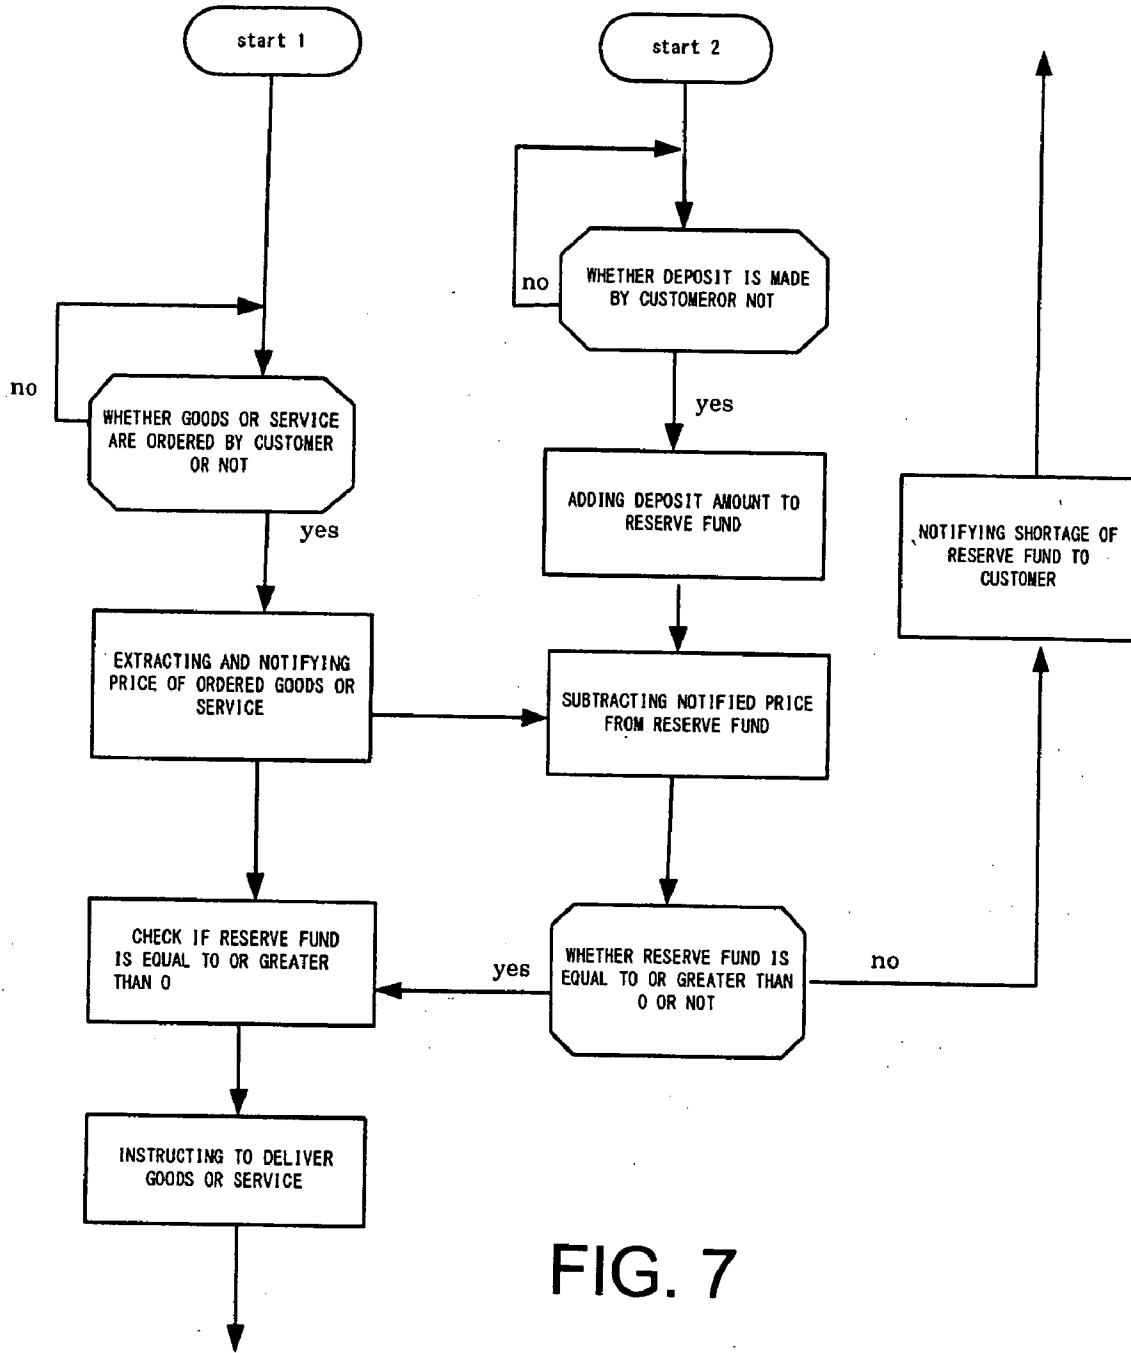 start 1
start 2
no
WHETHER DEPOSIT IS MADE
BY CUSTOMEROR NOT
no
WHETHER GOODS OR SERVICE
ARE ORDERED BY CUSTOMER
OR NOT
yes
yes
ADDING DEPOSIT AMOUNT TO
RESERVE FUND
NOTIFYING SHORTAGE OF
RESERVE FUND TO
CUSTOMER
EXTRACTING AND NOTIFYING
PRICE OF ORDERED GOODS OR
SERVICE
SUBTRACTING NOTIFIED PRICE
FROM RESERVE FUND
CHECK IF RESERVE FUND
IS EQUAL TO OR GREATER
THAN 0
yes
WHETHER RESERVE FUND IS
EQUAL TO OR GREATER THAN
0 OR NOT
no
INSTRUCTING TO DELIVER
GOODS OR SERVICE
FIG. 7